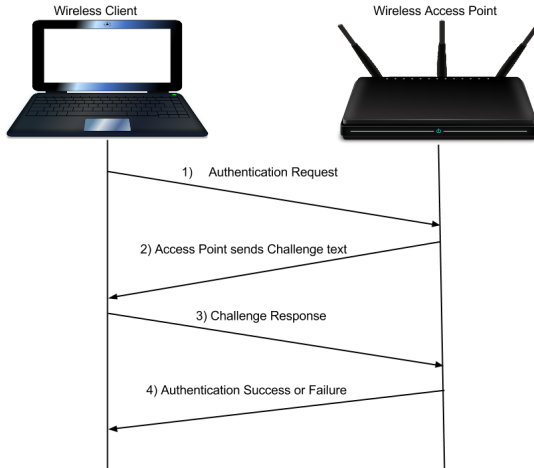 Wireless Client
Wireless Access Point
1) Authentication Request
2) Access Point sends Challenge text
3) Challenge Response
4) Authentication Success or Failure